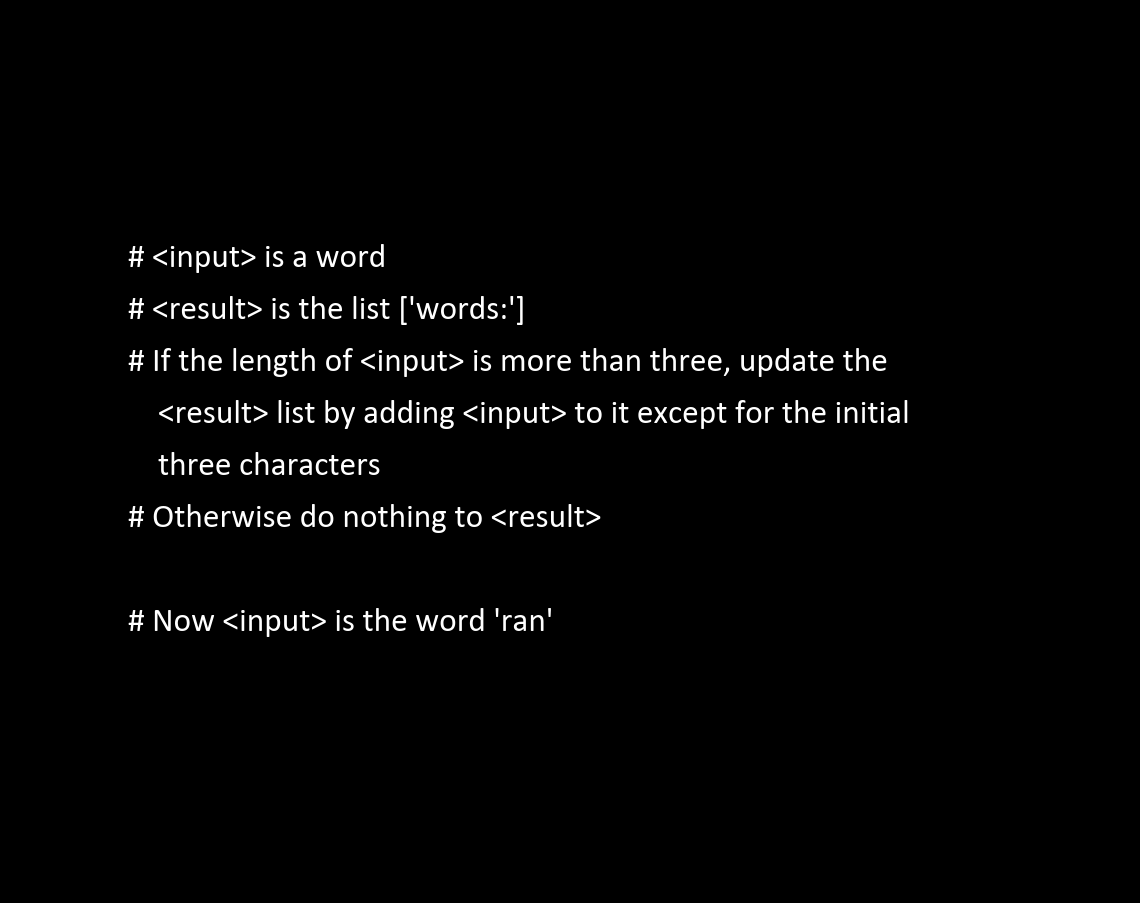 # <input> is a word
# <result> is the list ['words:']
# If the length of <input> is more than three, update the
<result> list by adding <input> to it except for the initial
three characters
# Otherwise do nothing to <result>
# Now <input> is the word 'ran'